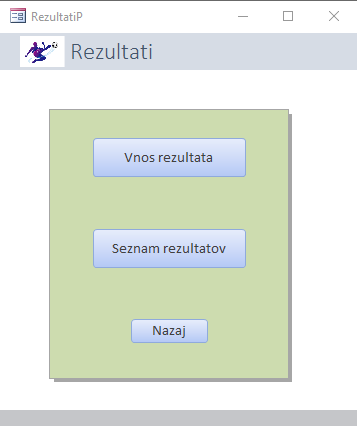 RezultatiP
Rezultati
Vnos rezultata
Seznam rezultatov
Nazaj